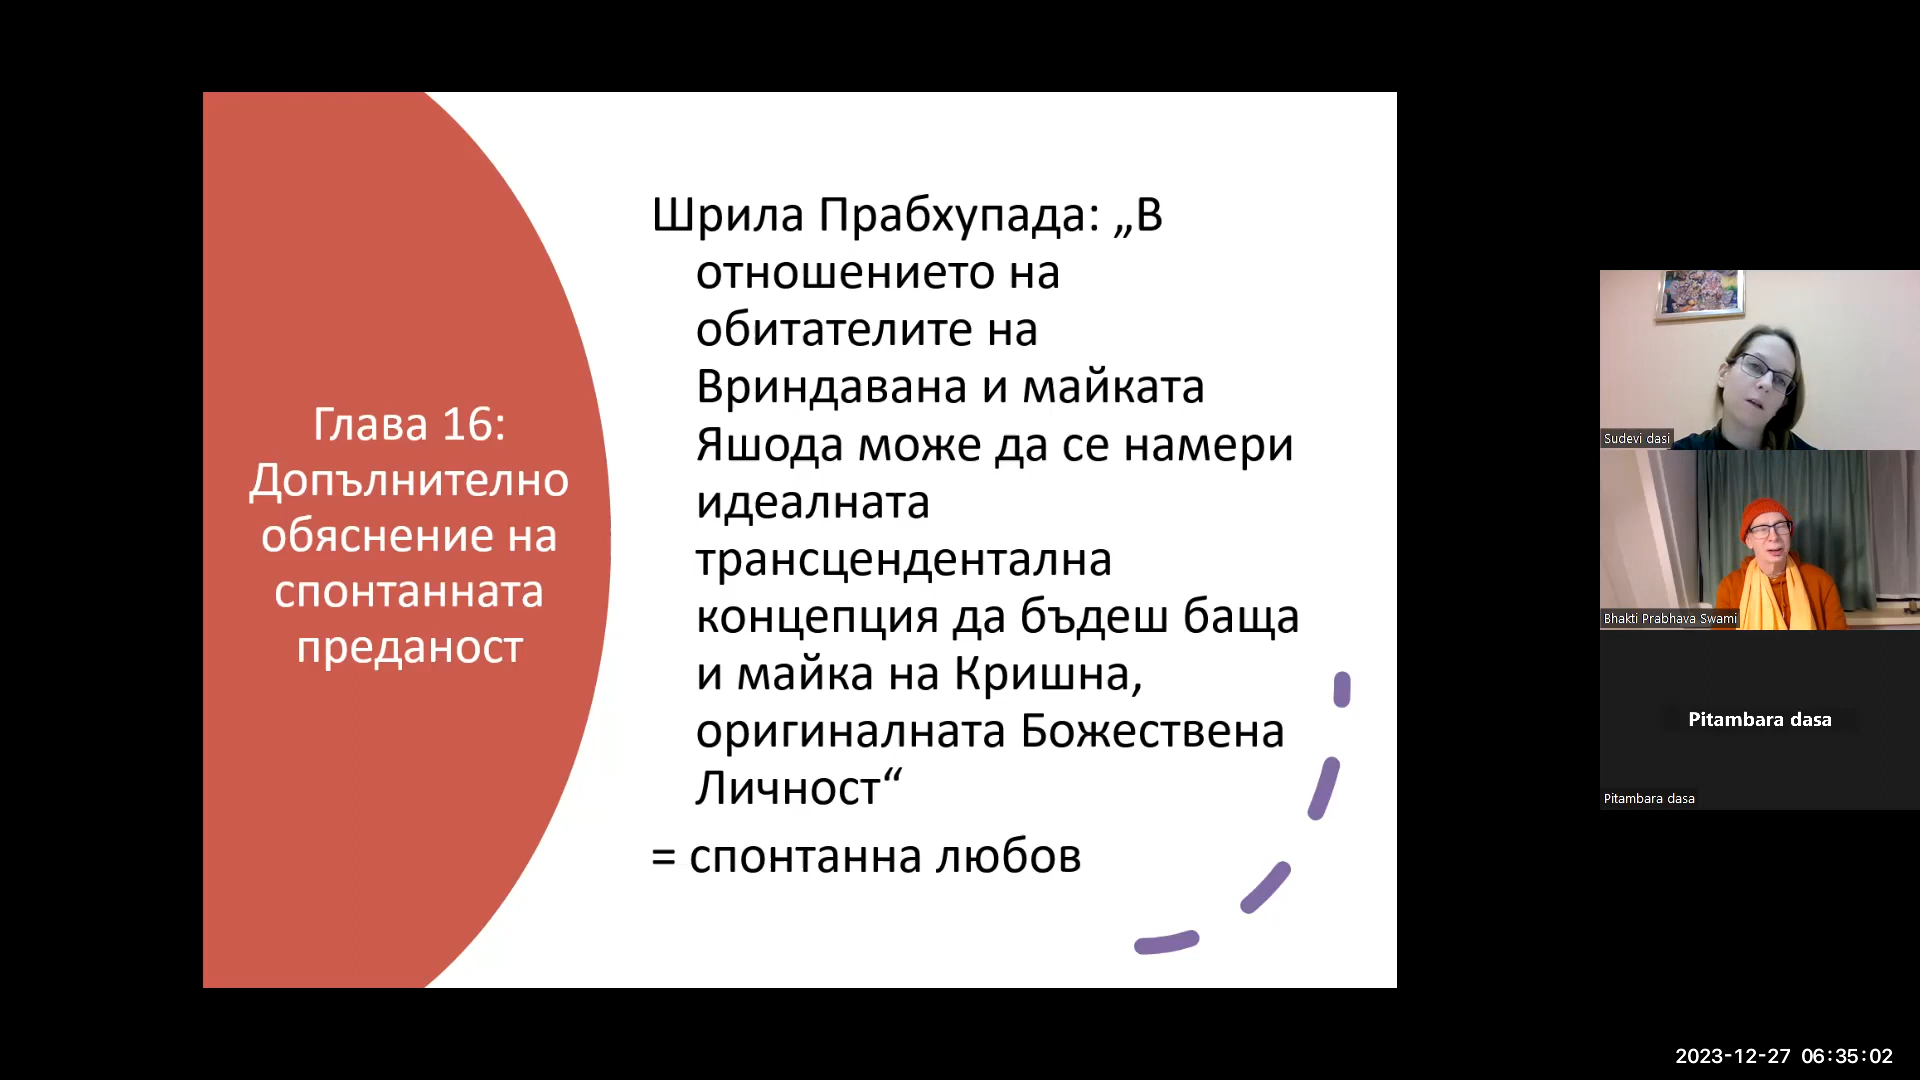 Глава 16:
Допълнително
обяснение на
спонтанната
преданост
Шрила Прабхупада: „В
отношението на
обитателите на
Вриндавана и майката
Яшода може да се намери
идеалната
трансцендентална
концепция да бъдеш баща
и майка на Кришна,
оригиналната Божествена
Личност“
= спонтанна любов
Sudevi dasi
Bhakti Prabhava Swami
Pitambara dasa
Pitambara dasa
2023-12-27 06:35:02